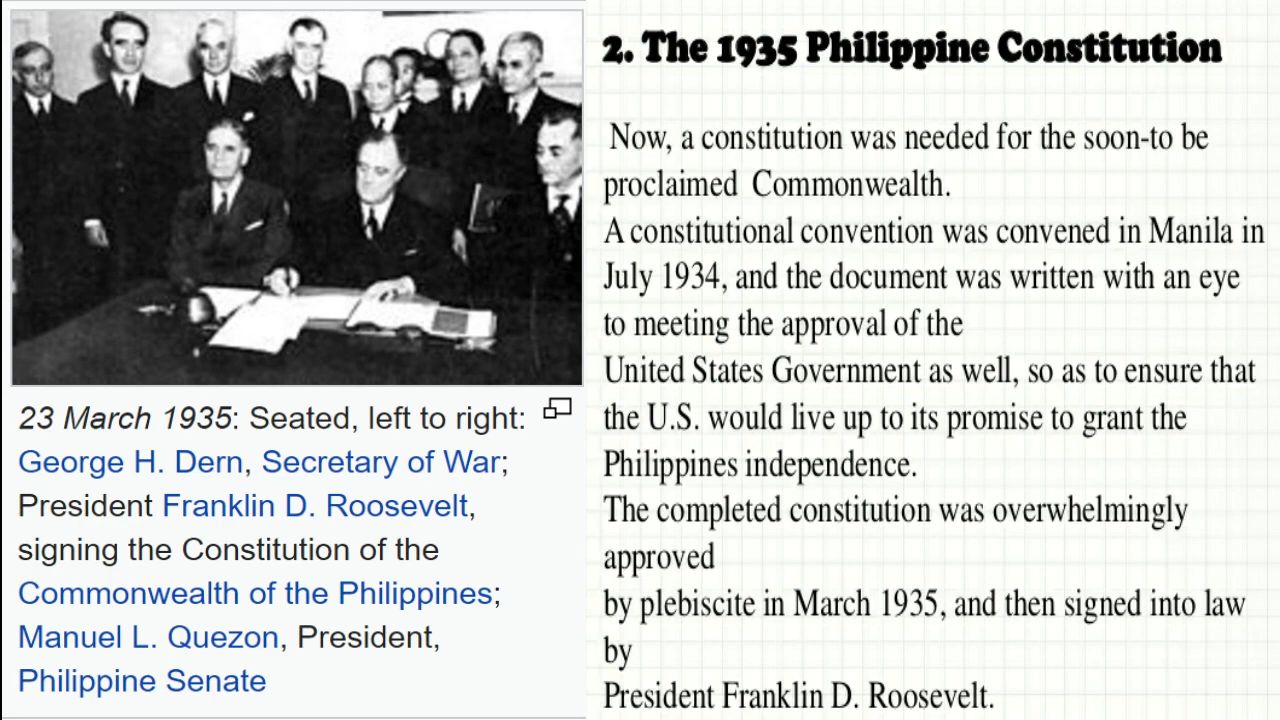 23 March 1935: Seated, left to right:
George H. Dern, Secretary of War;
President Franklin D. Roosevelt,
signing the Constitution of the
Commonwealth of the Philippines;
Manuel L. Quezon, President,
Philippine Senate
2. The 1935 Philippine Constitution
Now, a constitution was needed for the soon-to be
proclaimed Commonwealth.
A constitutional convention was convened in Manila in
July 1934, and the document was written with an eye
to meeting the approval of the
United States Government as well, so as to ensure that
the U.S. would live up to its promise to grant the
Philippines independence.
The completed constitution was overwhelmingly
approved
by plebiscite in March 1935, and then signed into law
by
President Franklin D. Roosevelt.